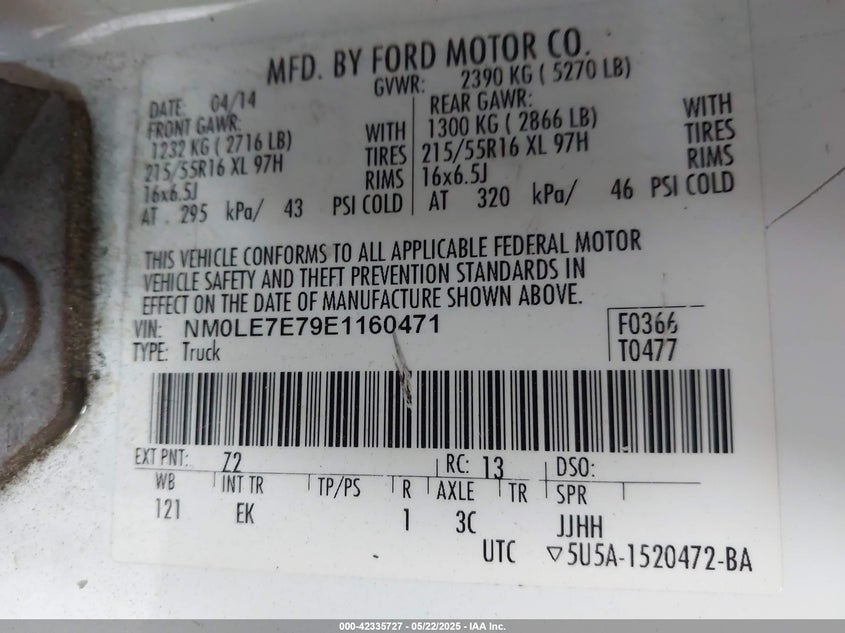 MFD. BY FORD MOTOR CO.
DATE: 04/14 GVWR: 2390 KG ( 5270 LB)
FRONT GAWR: REAR GAWR:
1232 KG ( 2716 LB) WITH 1300 KG ( 2866 LB) WITH
215/55R16 XL 97H TIRES 215/55R16 XL 97H TIRES
16x6.5J RIMS 16x6.5J RIMS
AT 295 kPa/ 43 PSI COLD AT 320 kPa/ 46 PSI COLD
THIS VEHICLE CONFORMS TO ALL APPLICABLE FEDERAL MOTOR
VEHICLE SAFETY AND THEFT PREVENTION STANDARDS IN
EFFECT ON THE DATE OF MANUFACTURE SHOWN ABOVE.
VIN: NM0LE7E79E1160471 F0366
TYPE: Truck T0477
EXT PNT: Z2 RC: 13 DSO:
WB INT TR TP/PS R AXLE TR SPR
121 EK 1 3C JJHH
UTC ▽5U5A-1520472-BA
000-42335727 - 05/22/2025 - IAA Inc.